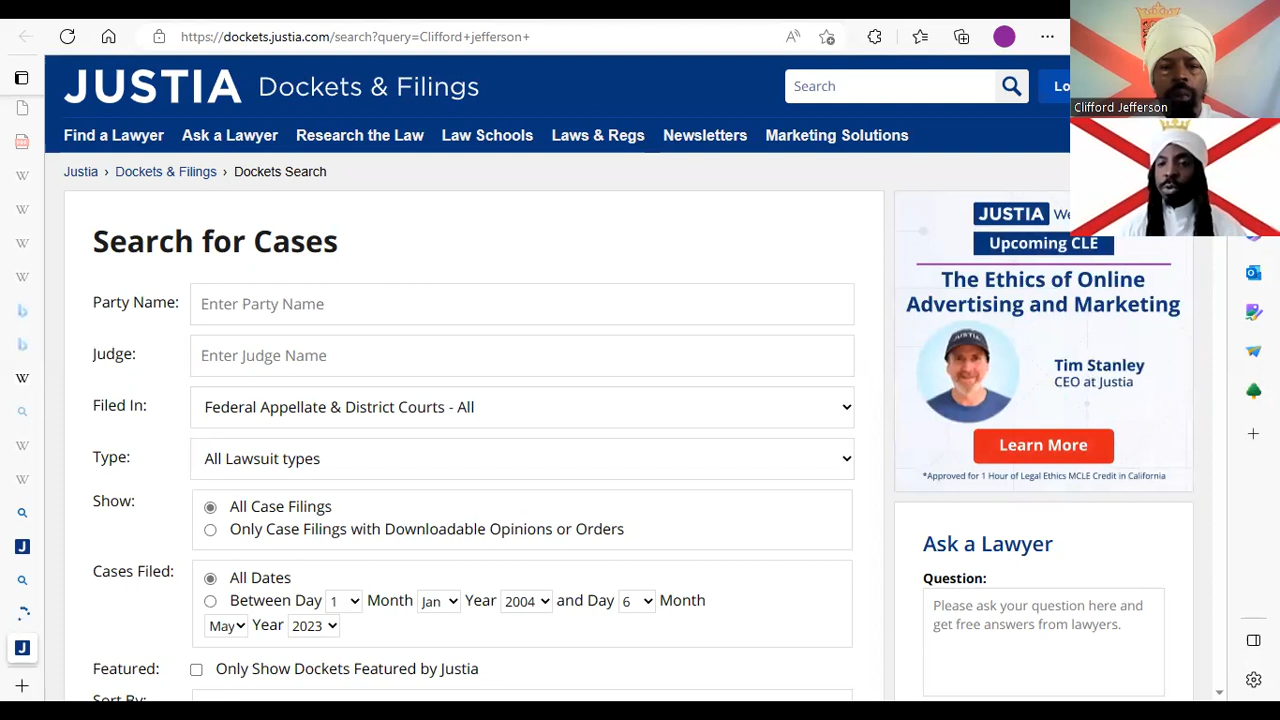 https://dockets.justia.com/search?query=Clifford+jefferson+
Clifford Jefferson
JUSTIA Dockets & Filings
Search
Lo
Find a Lawyer Ask a Lawyer Research the Law Law Schools Laws & Regs Newsletters Marketing Solutions
Justia › Dockets & Filings › Dockets Search
Search for Cases
Party Name: Enter Party Name
Judge: Enter Judge Name
Filed In: Federal Appellate & District Courts - All
Type: All Lawsuit types
Show: All Case Filings
Only Case Filings with Downloadable Opinions or Orders
Cases Filed: All Dates
Between Day 1 Month Jan Year 2004 and Day 6 Month
May Year 2023
Featured: Only Show Dockets Featured by Justia
Sort By:
JUSTIA We
Upcoming CLE
The Ethics of Online
Advertising and Marketing
JUSTIA
Tim Stanley
CEO at Justia
Learn More
*Approved for 1 Hour of Legal Ethics MCLE Credit in California
Ask a Lawyer
Question:
Please ask your question here and
get free answers from lawyers.